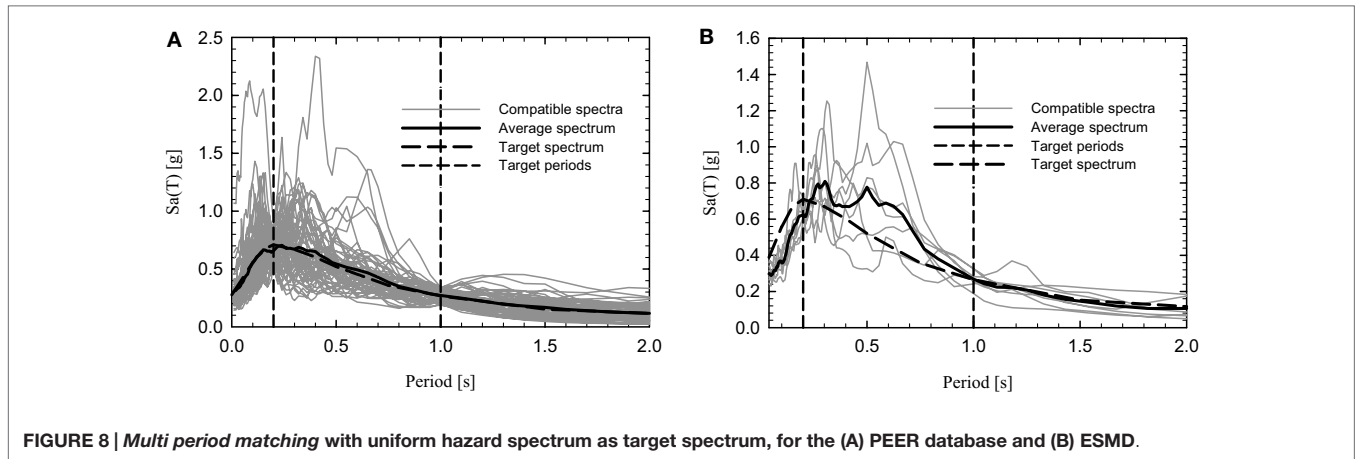 A
2.5
2.0
1.5
1.0
0.5
0.0
Sa(T) [g]
Compatible spectra
Average spectrum
Target spectrum
Target periods
0.0 0.5 1.0 1.5 2.0
Period [s]
B
1.6
1.4
1.2
1.0
0.8
0.6
0.4
0.2
0.0
Sa(T) [g]
Compatible spectra
Average spectrum
Target periods
Target spectrum
0.5 1.0 1.5 2.0
Period [s]
FIGURE 8 | Multi period matching with uniform hazard spectrum as target spectrum, for the (A) PEER database and (B) ESMD.